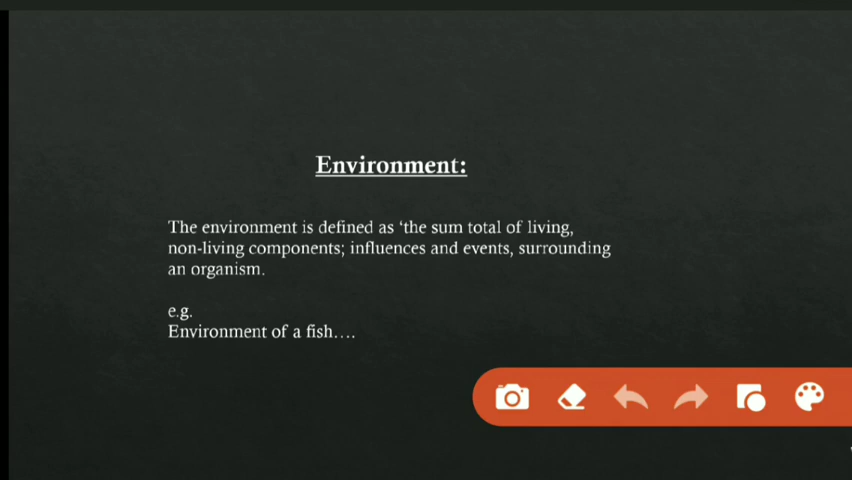 Environment:
The environment is defined as ‘the sum total of living,
non-living components; influences and events, surrounding
an organism.
e.g.
Environment of a fish....